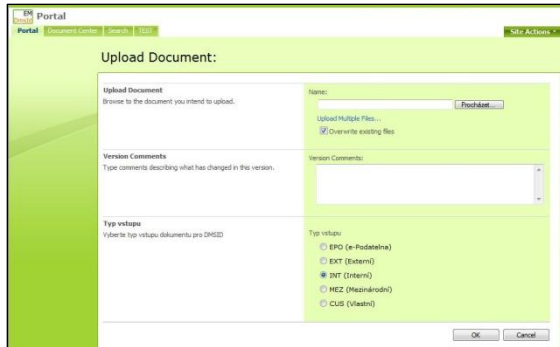 EM
DmsID
Portal
Portal Document Center Search TEST
Site Actions
Upload Document:
Upload Document
Browse to the document you intend to upload.
Name:
Procházet...
Upload Multiple Files...
Overwrite existing files
Version Comments
Type comments describing what has changed in this version.
Version Comments:
Typ vstupu
Vyberte typ vstupu dokumentu pro DMSID
Typ vstupu
EPO (e-Podatelna)
EXT (Externí)
INT (Interní)
MEZ (Mezinárodní)
CUS (Vlastní)
OK Cancel